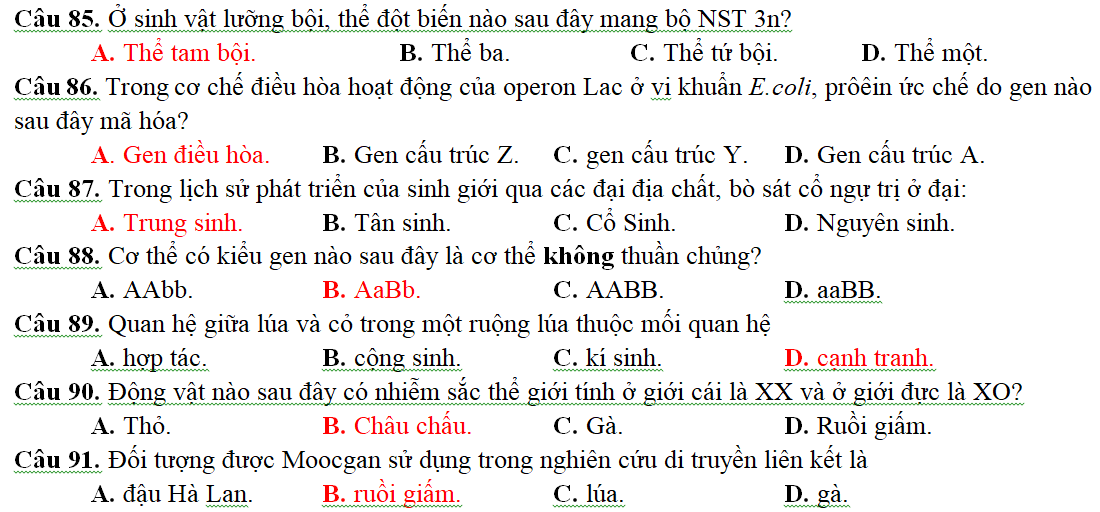 Câu 85. Ở sinh vật lưỡng bội, thể đột biến nào sau đây mang bộ NST 3n?
A. Thể tam bội. B. Thể ba. C. Thể tứ bội. D. Thể một.
Câu 86. Trong cơ chế điều hòa hoạt động của operon Lac ở vi khuẩn E.coli, prôêin ức chế do gen nào
sau đây mã hóa?
A. Gen điều hòa. B. Gen cấu trúc Z. C. gen cấu trúc Y. D. Gen cấu trúc A.
Câu 87. Trong lịch sử phát triển của sinh giới qua các đại địa chất, bò sát cổ ngự trị ở đại:
A. Trung sinh. B. Tân sinh. C. Cổ Sinh. D. Nguyên sinh.
Câu 88. Cơ thể có kiểu gen nào sau đây là cơ thể không thuần chủng?
A. AAbb. B. AaBb. C. AABB. D. aaBB.
Câu 89. Quan hệ giữa lúa và cỏ trong một ruộng lúa thuộc mối quan hệ
A. hợp tác. B. cộng sinh. C. kí sinh. D. cạnh tranh.
Câu 90. Động vật nào sau đây có nhiễm sắc thể giới tính ở giới cái là XX và ở giới đực là XO?
A. Thỏ. B. Châu chấu. C. Gà. D. Ruồi giấm.
Câu 91. Đối tượng được Moocgan sử dụng trong nghiên cứu di truyền liên kết là
A. đậu Hà Lan. B. ruồi giấm. C. lúa. D. gà.